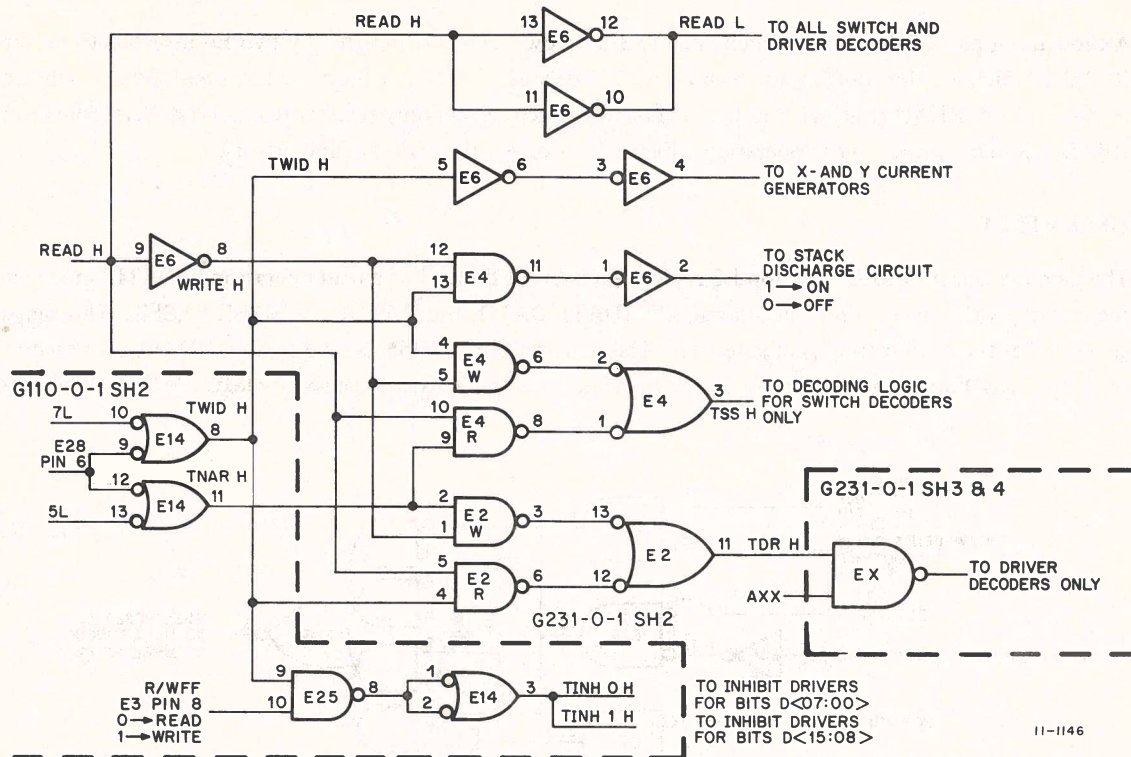 READ H
13
E6
12
READ L
TO ALL SWITCH AND
DRIVER DECODERS
11
E6
10
TWID H
5
E6
6
3
E6
4
TO X-AND Y CURRENT
GENERATORS
READ H
9
E6
8
WRITE H
12
13
E4
11
1
E6
2
TO STACK
DISCHARGE CIRCUIT
1→ON
0→OFF
4
5
E4
W
6
2
1
E4
3
TSS H
TO DECODING LOGIC
FOR SWITCH DECODERS
ONLY
10
9
E4
R
8
G110-0-1 SH2
7L
10
E14
8
TWID H
E28
PIN 6
9
12
E14
11
TNAR H
5L
13
2
1
E2
W
3
13
12
E2
11
TDR H
5
4
E2
R
6
G231-0-1 SH2
G231-0-1 SH3 & 4
AXX
EX
TO DRIVER
DECODERS ONLY
R/WFF
E3 PIN 8
0→READ
1→WRITE
9
10
E25
8
1
2
E14
3
TINH 0 H
TINH 1 H
TO INHIBIT DRIVERS
FOR BITS D<07:00>
TO INHIBIT DRIVERS
FOR BITS D<15:08>
11-1146